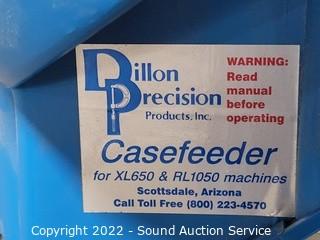 Dillon
Precision
Products, Inc.
WARNING:
Read
manual
before
operating
Casefeeder
for XL650 & RL1050 machines
Scottsdale, Arizona
Call Toll Free (800) 223-4570
Copyright 2022 - Sound Auction Service